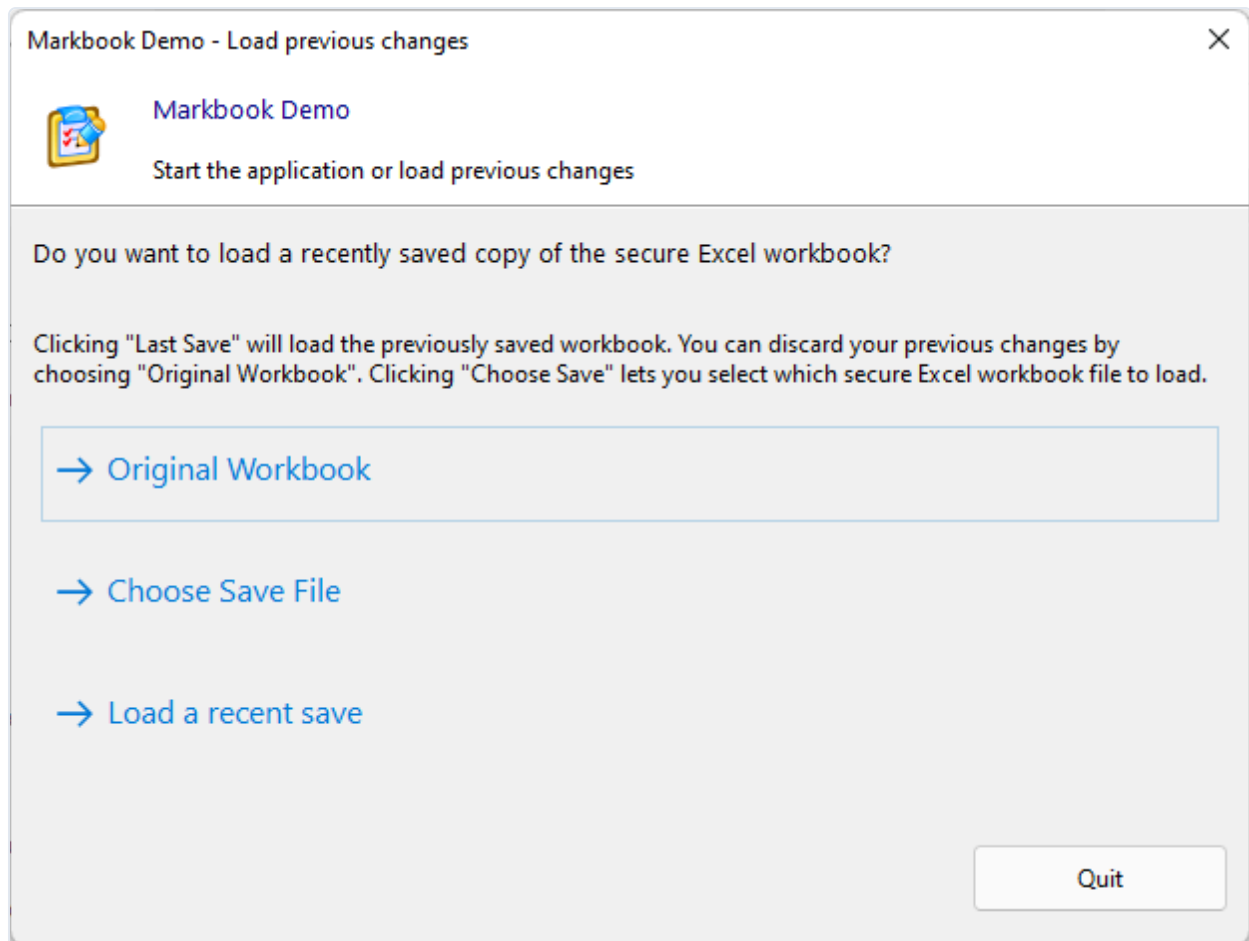 Markbook Demo - Load previous changes
Markbook Demo
Start the application or load previous changes
Do you want to load a recently saved copy of the secure Excel workbook?
Clicking "Last Save" will load the previously saved workbook. You can discard your previous changes by
choosing "Original Workbook". Clicking "Choose Save" lets you select which secure Excel workbook file to load.
→ Original Workbook
→ Choose Save File
→ Load a recent save
Quit